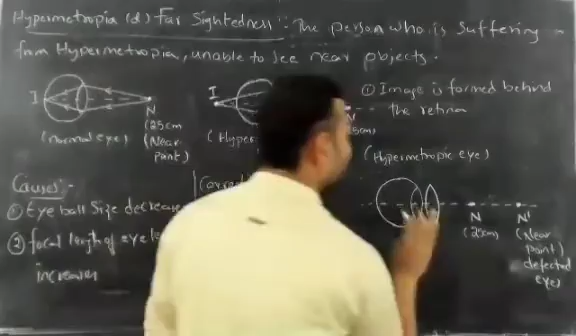 Hypermetropia (or) Far Sightedness :- The person who is suffering
from Hypermetropia, unable to see near objects.
I
N
(25cm
(Near
point)
(normal eye)
I
(Hyper
N
25cm)
① Image is formed behind
the retina
(Hypermetropic eye)
Causes :-
① Eye ball size decrease
② focal length of eye
increases
N
(25cm)
N'
(Near
point)
defected
eye)